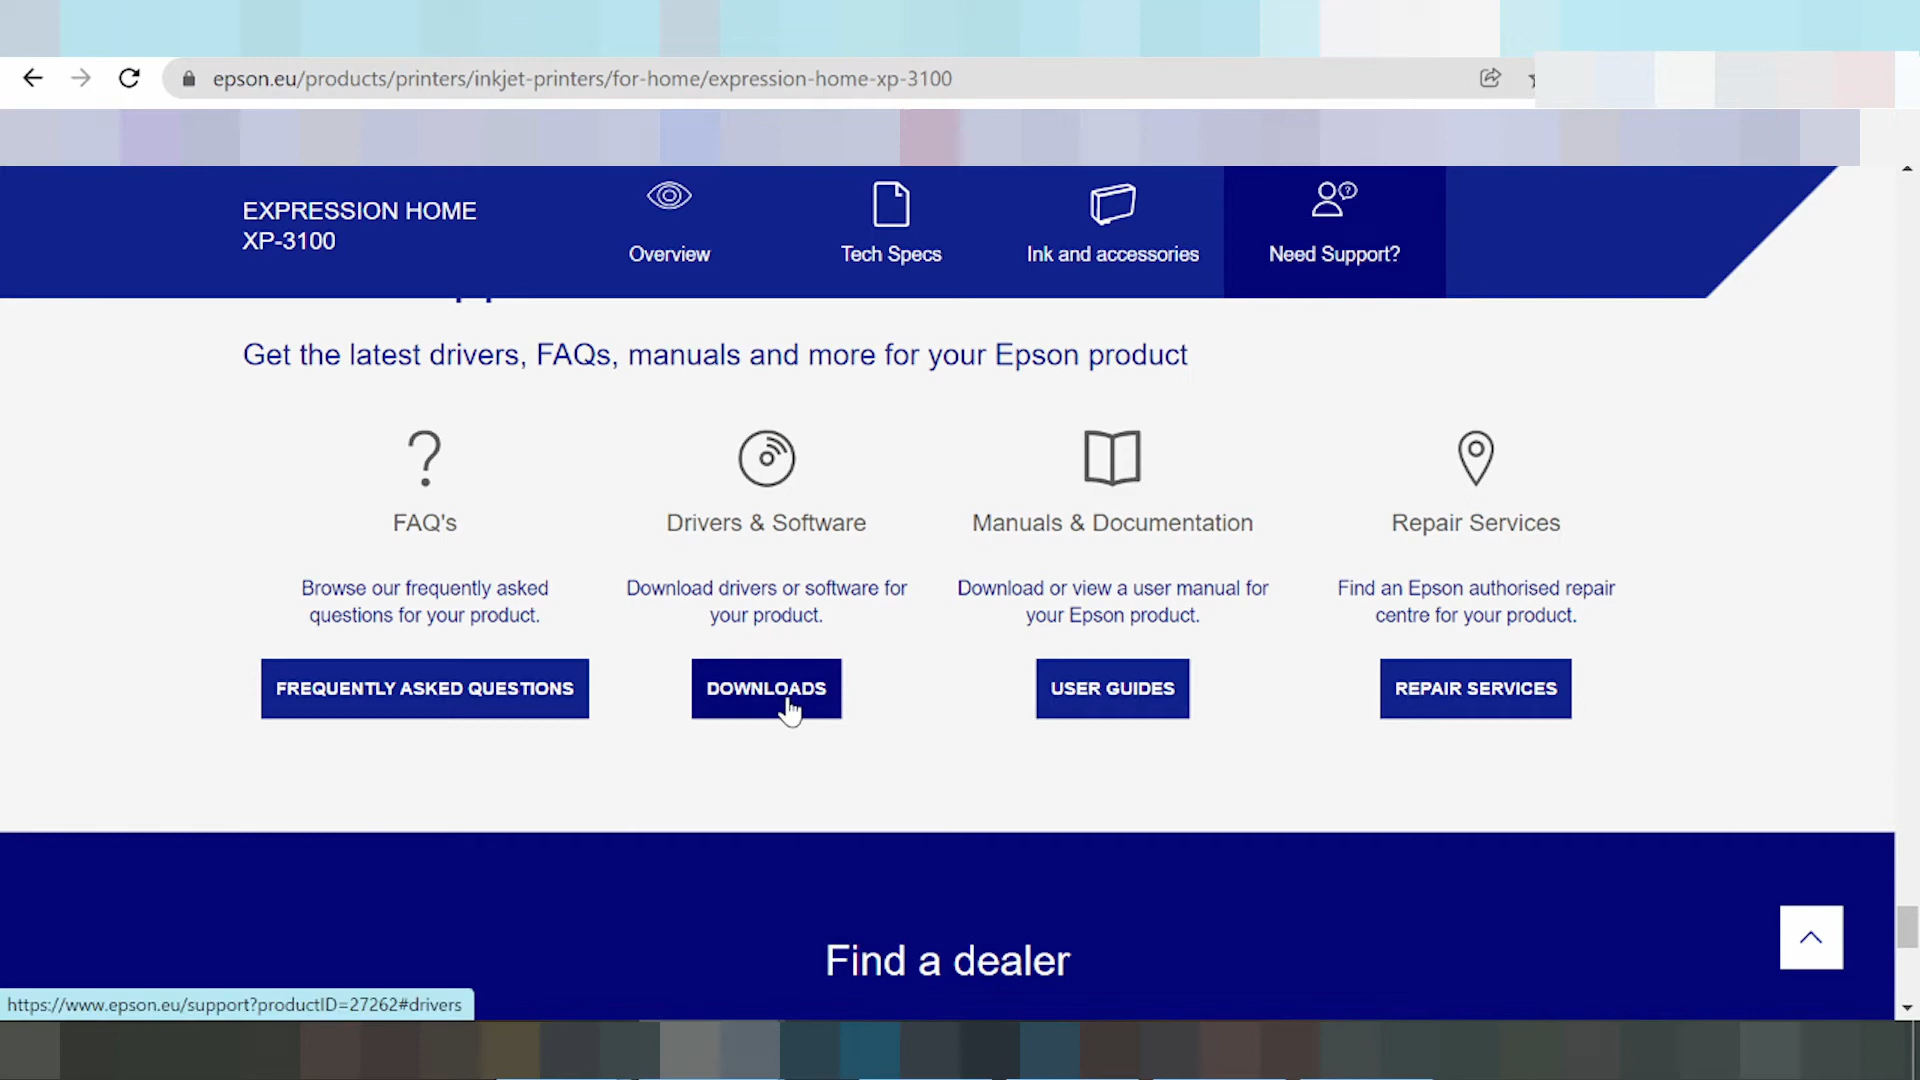 epson.eu/products/printers/inkjet-printers/for-home/expression-home-xp-3100
EXPRESSION HOME
XP-3100
Overview
Tech Specs
Ink and accessories
Need Support?
Get the latest drivers, FAQs, manuals and more for your Epson product
FAQ's
Drivers & Software
Manuals & Documentation
Repair Services
Browse our frequently asked
questions for your product.
Download drivers or software for
your product.
Download or view a user manual for
your Epson product.
Find an Epson authorised repair
centre for your product.
FREQUENTLY ASKED QUESTIONS
DOWNLOADS
USER GUIDES
REPAIR SERVICES
Find a dealer
https://www.epson.eu/support?productID=27262#drivers